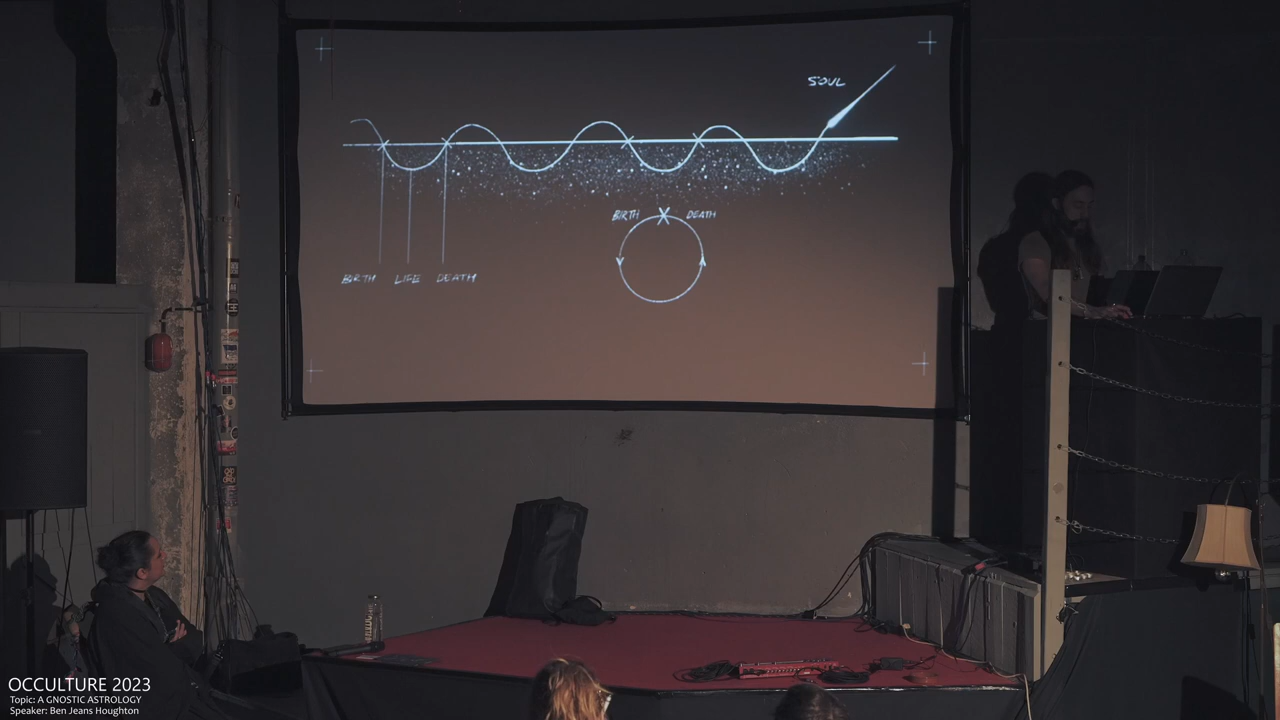 SOUL
BIRTH DEATH
BIRTH LIFE DEATH
OCCULTURE 2023
Topic: A GNOSTIC ASTROLOGY
Speaker: Ben Jeans Houghton